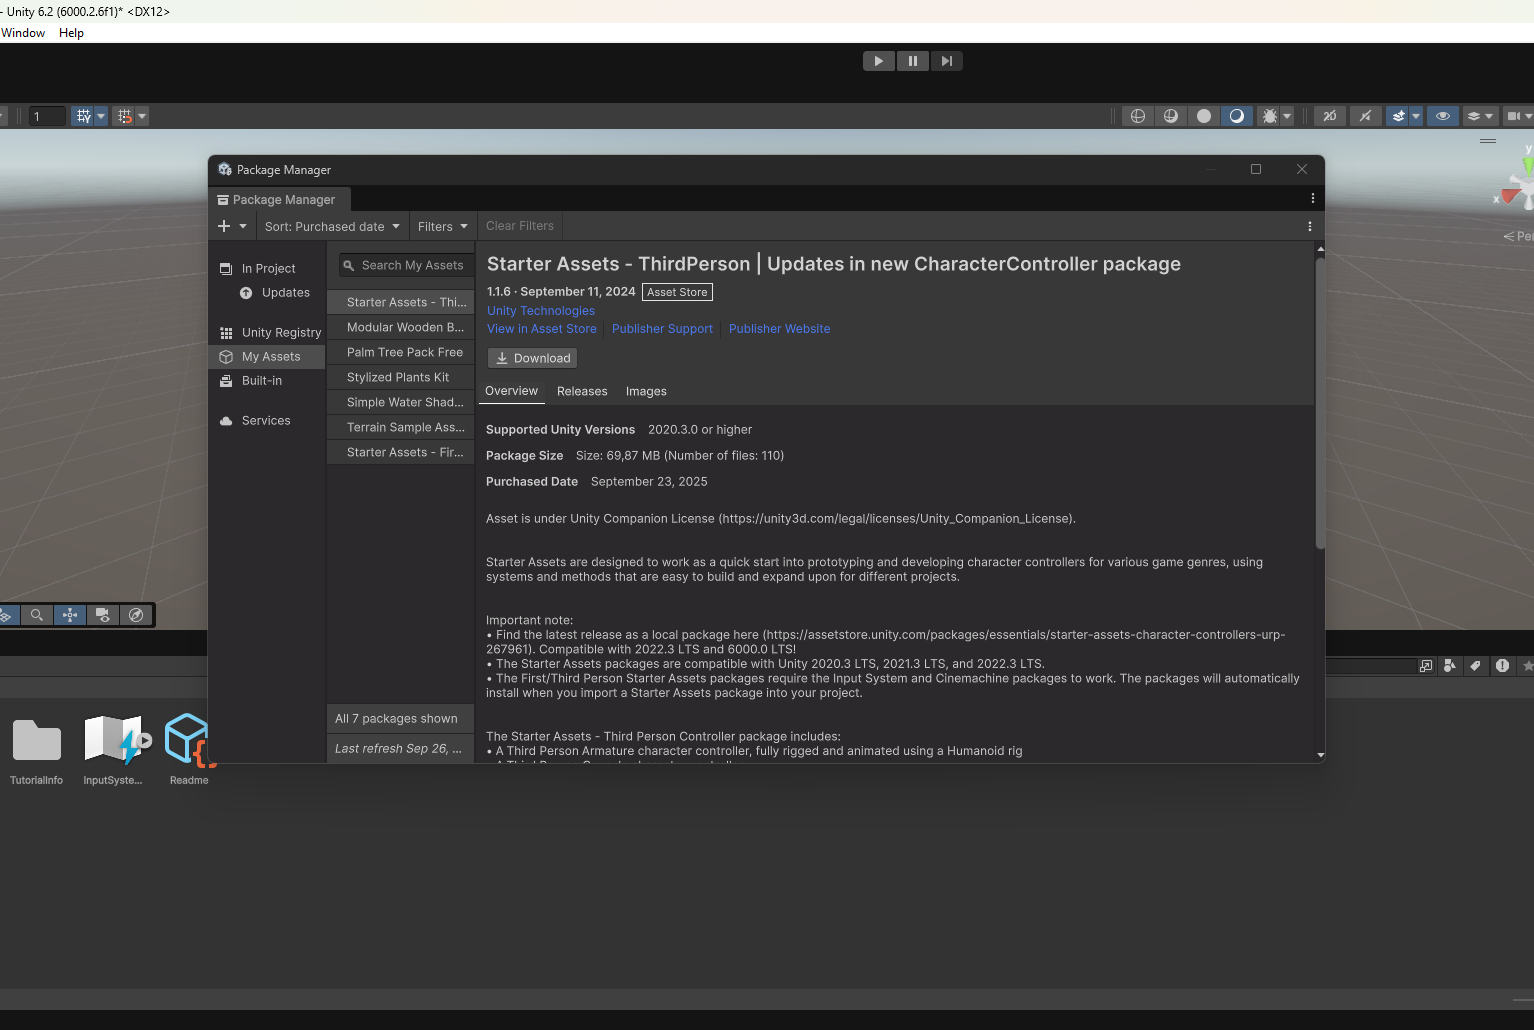 - Unity 6.2 (6000.2.6f1)* <DX12>
Window Help
1
2D
y
x
Package Manager
Package Manager
Sort: Purchased date Filters Clear Filters
In Project
Updates
Unity Registry
My Assets
Built-in
Services
Search My Assets
Starter Assets - Thi...
Modular Wooden B...
Palm Tree Pack Free
Stylized Plants Kit
Simple Water Shad...
Terrain Sample Ass...
Starter Assets - Fir...
All 7 packages shown
Last refresh Sep 26, ...
Starter Assets - ThirdPerson | Updates in new CharacterController package
1.1.6 · September 11, 2024 Asset Store
Unity Technologies
View in Asset Store Publisher Support Publisher Website
Download
Overview Releases Images
Supported Unity Versions 2020.3.0 or higher
Package Size Size: 69,87 MB (Number of files: 110)
Purchased Date September 23, 2025
Asset is under Unity Companion License (https://unity3d.com/legal/licenses/Unity_Companion_License).
Starter Assets are designed to work as a quick start into prototyping and developing character controllers for various game genres, using
systems and methods that are easy to build and expand upon for different projects.
Important note:
• Find the latest release as a local package here (https://assetstore.unity.com/packages/essentials/starter-assets-character-controllers-urp-
267961). Compatible with 2022.3 LTS and 6000.0 LTS!
• The Starter Assets packages are compatible with Unity 2020.3 LTS, 2021.3 LTS, and 2022.3 LTS.
• The First/Third Person Starter Assets packages require the Input System and Cinemachine packages to work. The packages will automatically
install when you import a Starter Assets package into your project.
The Starter Assets - Third Person Controller package includes:
• A Third Person Armature character controller, fully rigged and animated using a Humanoid rig
TutorialInfo
InputSyste...
Readme